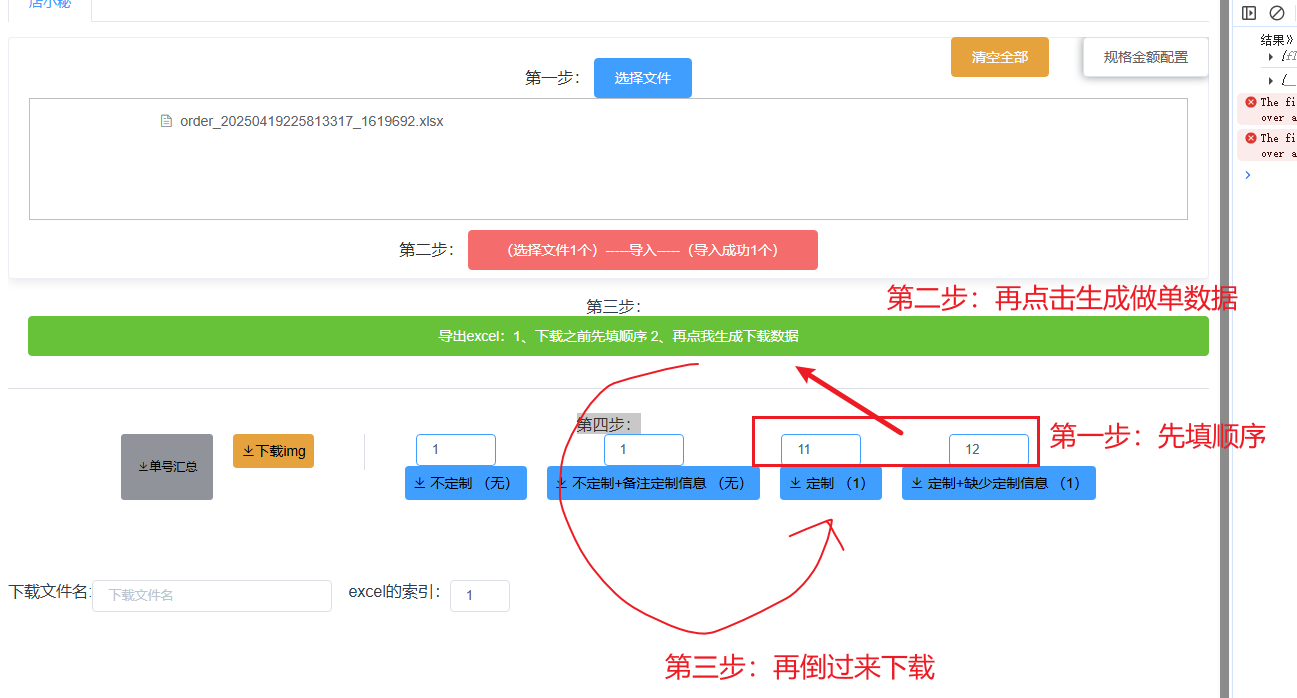 店小秘
清空全部
规格金额配置
第一步：
选择文件
order_20250419225813317_1619692.xlsx
第二步：
（选择文件1个）-----导入-----（导入成功1个）
第三步：
第二步：再点击生成做单数据
导出excel：1、下载之前先填顺序 2、再点我生成下载数据
第四步：
第一步：先填顺序
单号汇总
下载img
1
1
11
12
不定制 （无）
不定制+备注定制信息 （无）
定制 （1）
定制+缺少定制信息 （1）
下载文件名:
下载文件名
excel的索引：
1
第三步：再倒过来下载
结果》
The fi
over a
The fi
over a